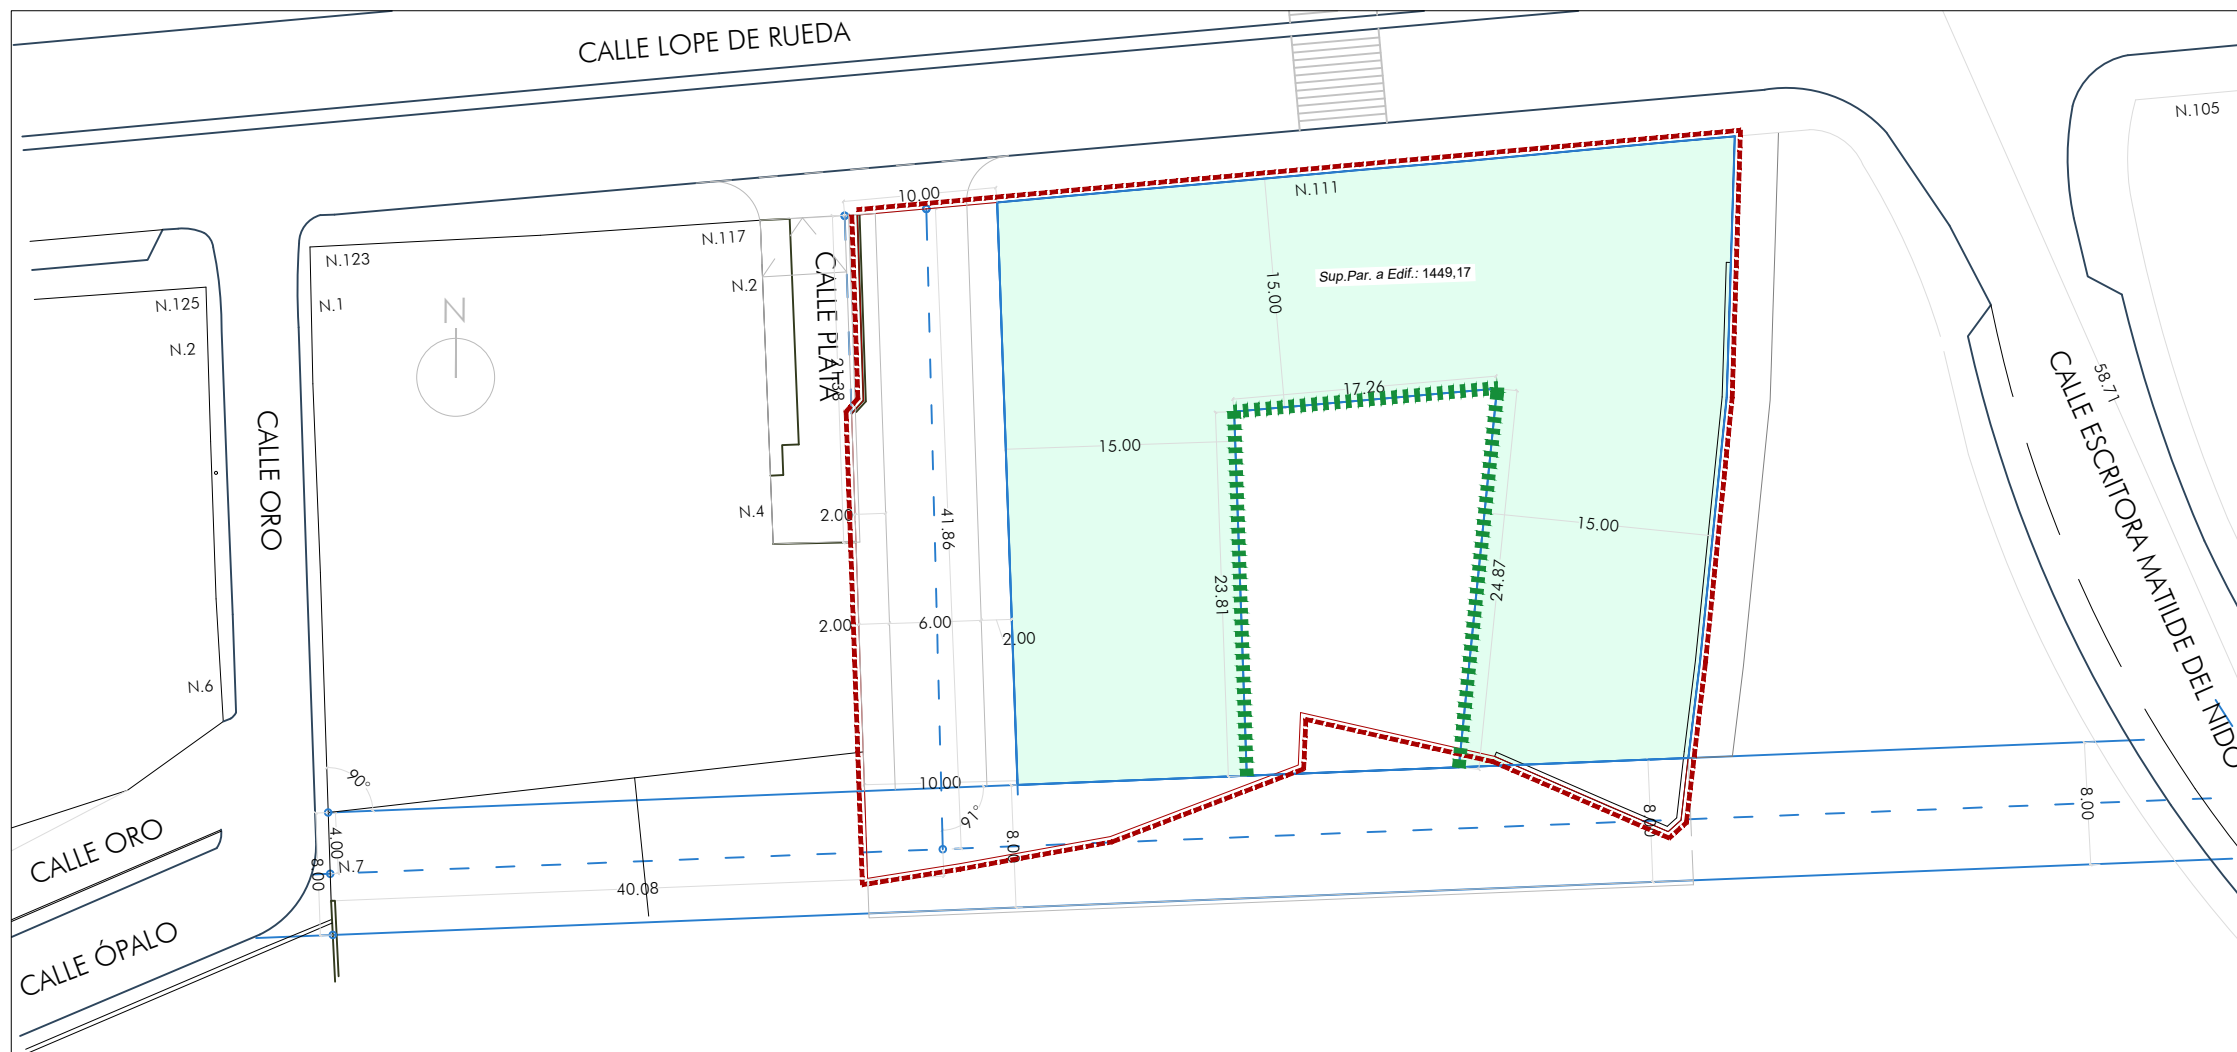 CALLE LOPE DE RUEDA
N.105
10.00
N.111
N.117
N.123
N.2
N.1
N.125
N.2
CALLE PLATA
N
Sup.Par. a Edif.: 1449,17
15.00
21.38
17.26
58.71
CALLE ESCRITORA MATILDE DEL NIDO
CALLE ORO
15.00
N.4
2.00
41.86
15.00
23.81
24.87
2.00
6.00
2.00
N.6
90°
10.00
91°
8.00
8.00
8.00
4.00
8.00
N.7
CALLE ORO
40.08
CALLE ÓPALO